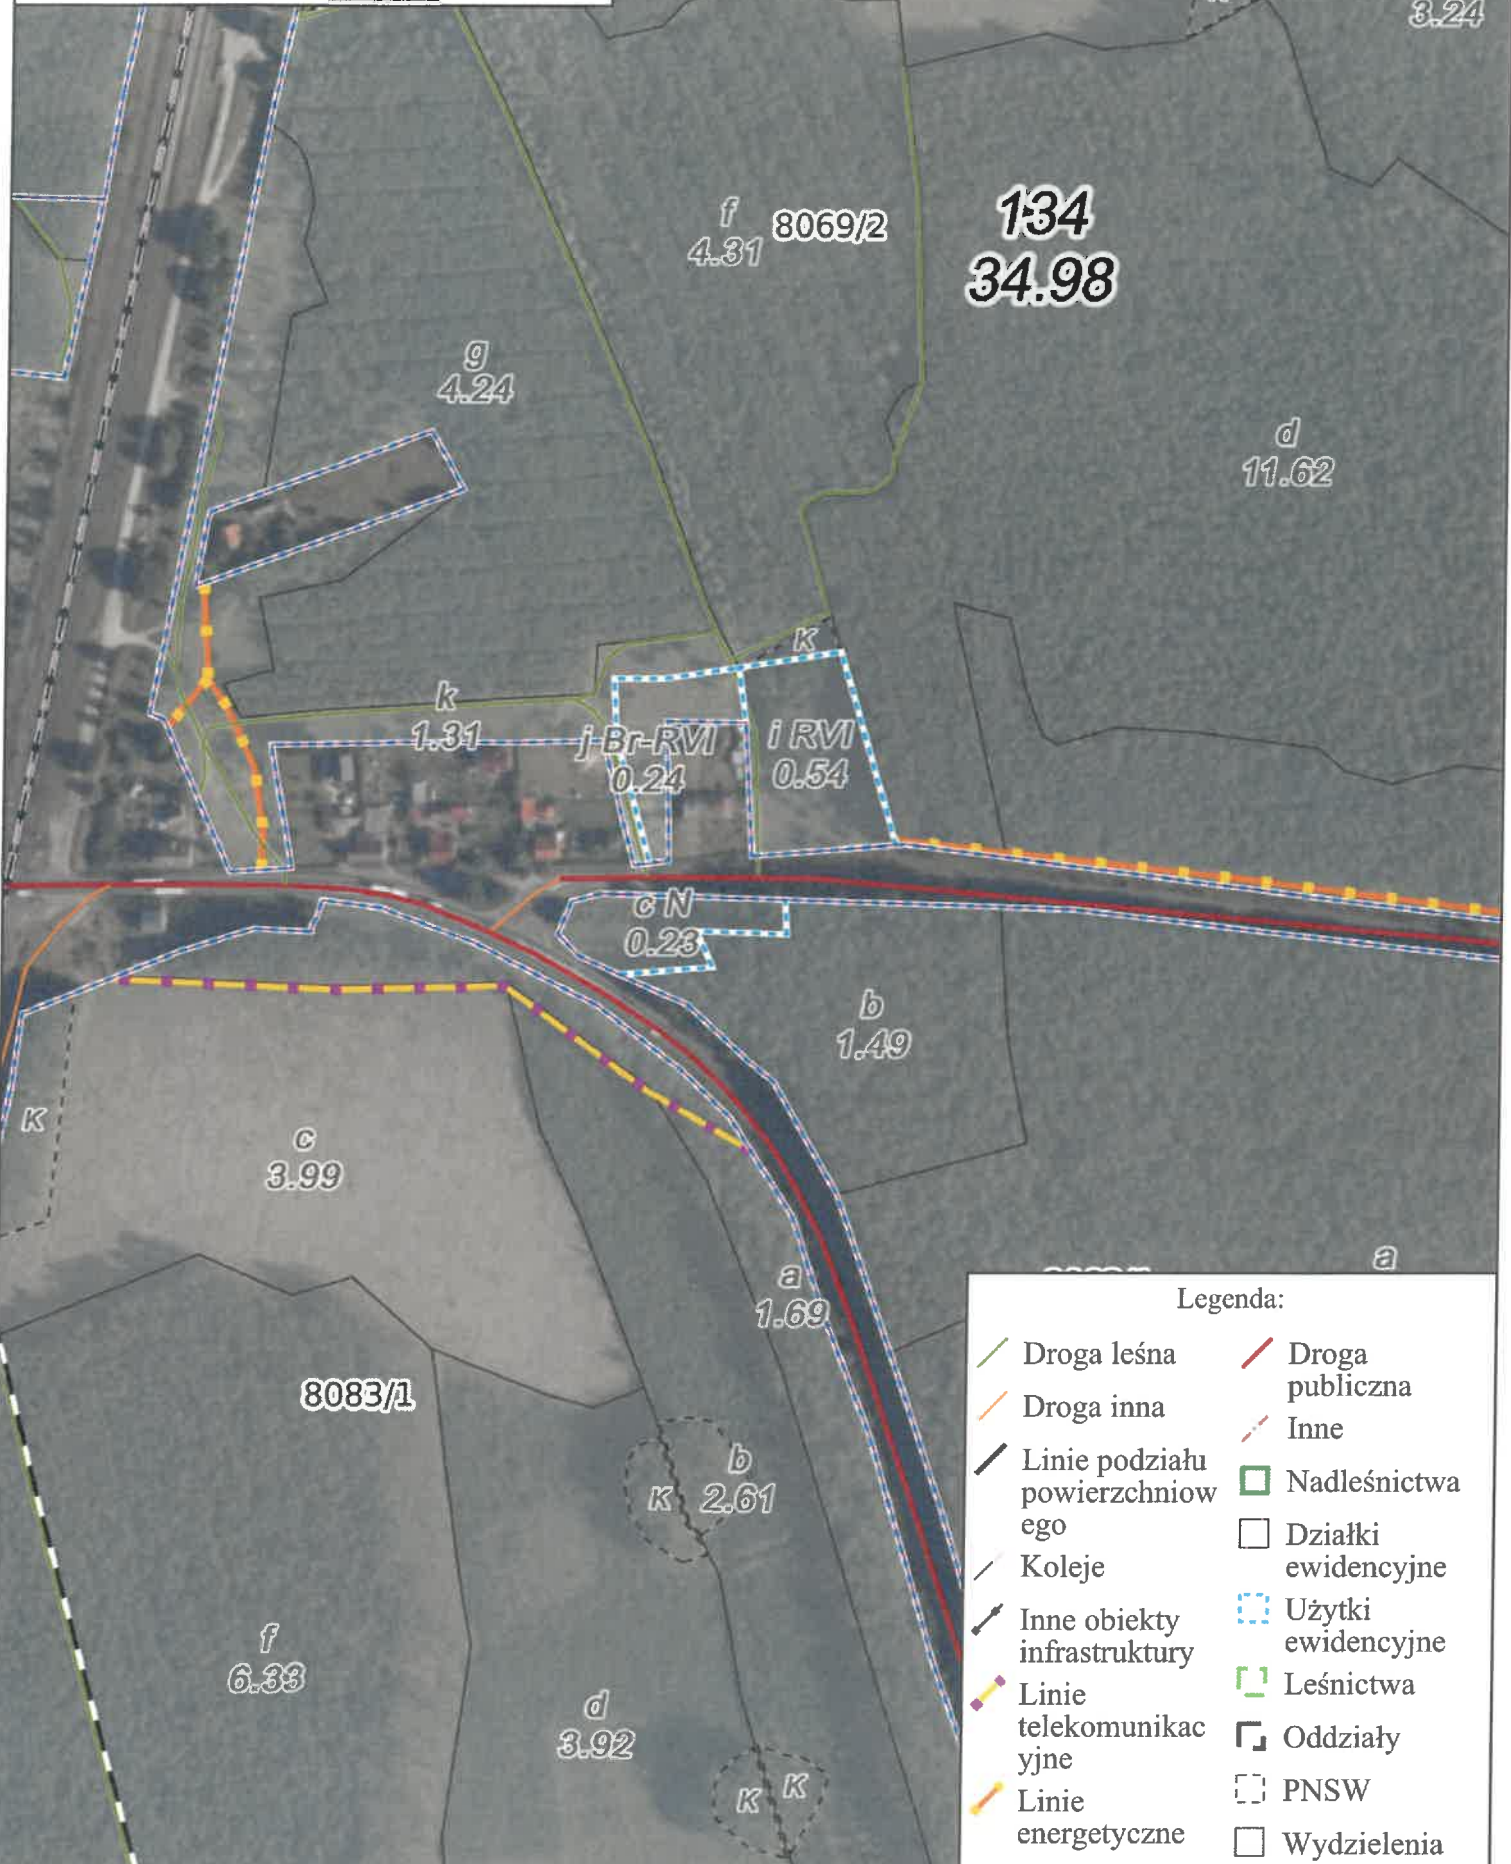 3.24
f
4.31
8069/2
134
34.98
g
4.24
d
11.62
K
k
1.31
j Br-RVI
0.24
i RVI
0.54
c N
0.23
b
1.49
K
c
3.99
a
1.69
a
8083/1
b
2.61
K
f
6.33
d
3.92
K
K
Legenda:
Droga leśna
Droga inna
Linie podziału
powierzchniow
ego
Koleje
Inne obiekty
infrastruktury
Linie
telekomunikac
yjne
Linie
energetyczne
Droga
publiczna
Inne
Nadleśnictwa
Działki
ewidencyjne
Użytki
ewidencyjne
Leśnictwa
Oddziały
PNSW
Wydzielenia